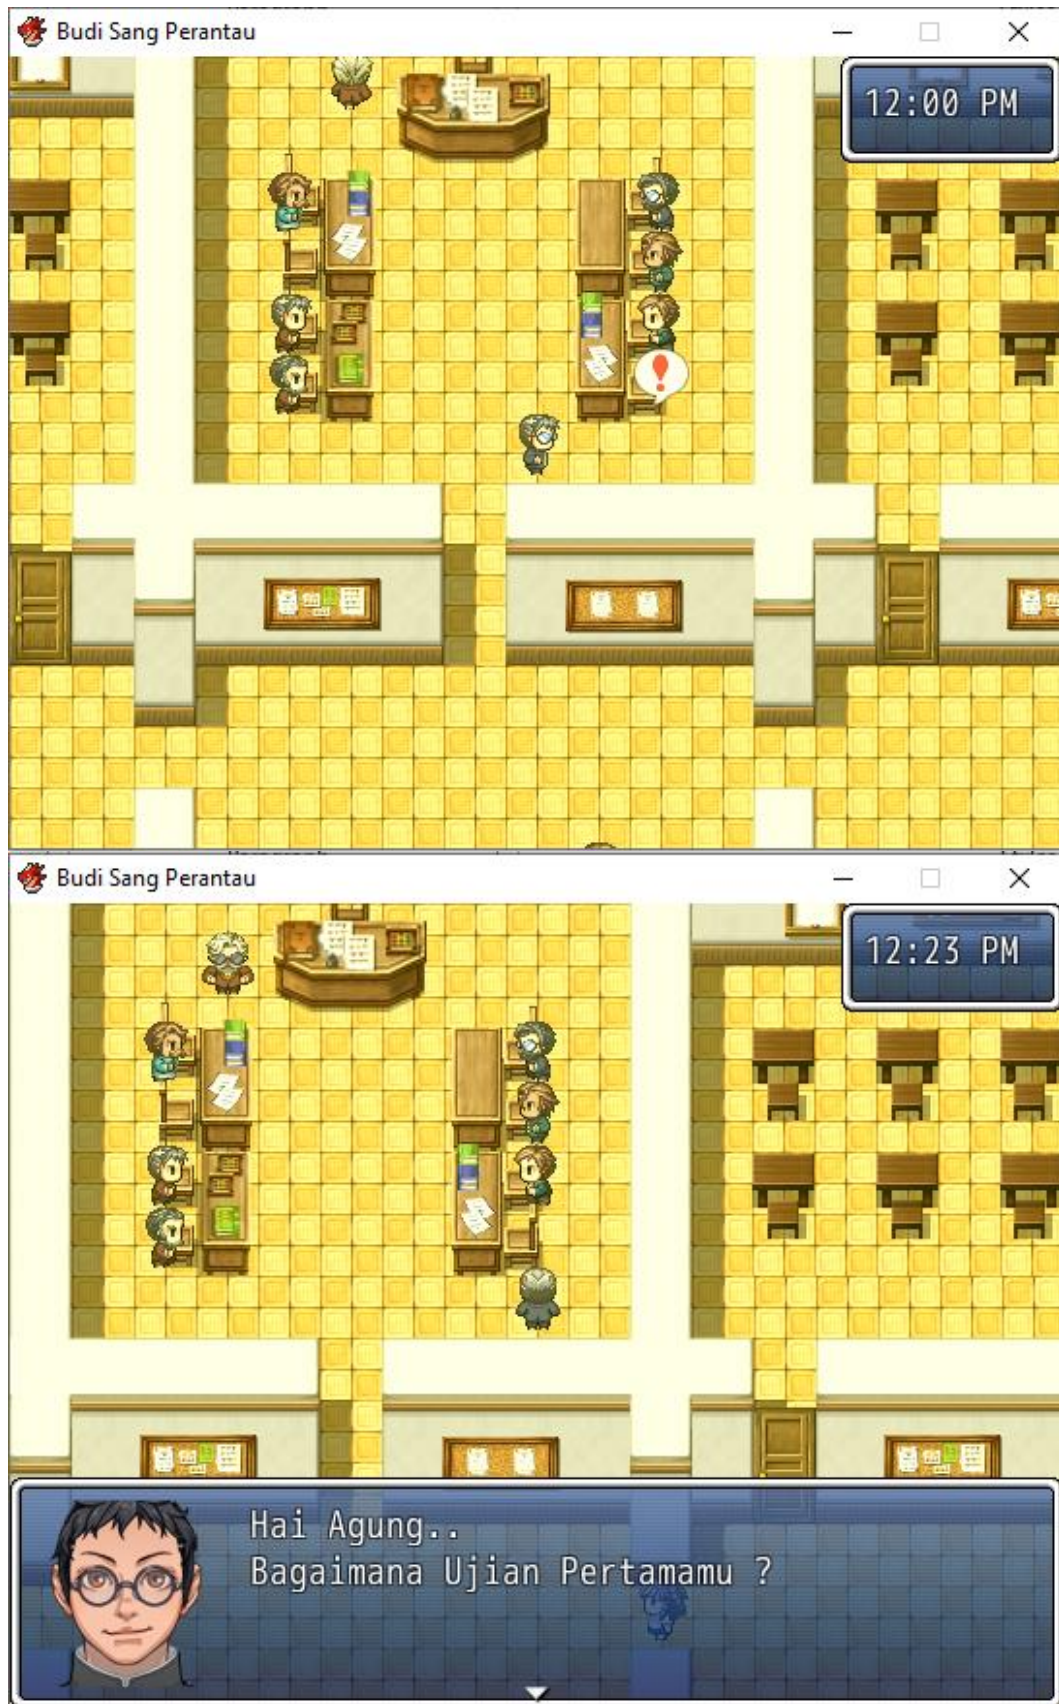 Budi Sang Perantau
12:00 PM
Budi Sang Perantau
12:23 PM
Hai Agung..
Bagaimana Ujian Pertamamu ?